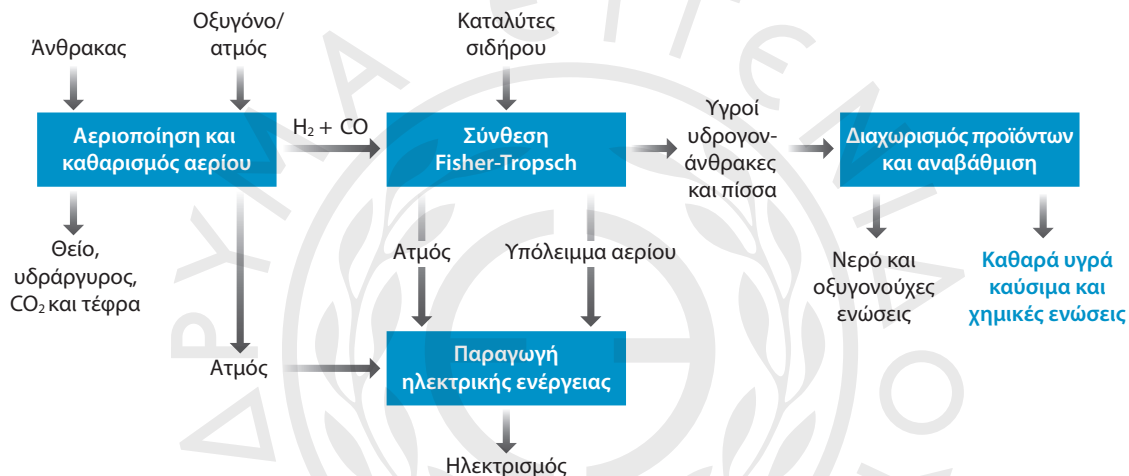 Άνθρακας
Οξυγόνο/
ατμός
Καταλύτες
σιδήρου
Αεριοποίηση και
καθαρισμός αερίου
H₂ + CO
Σύνθεση
Fisher-Tropsch
Υγροί
υδρογον-
άνθρακες
και πίσσα
Διαχωρισμός προϊόντων
και αναβάθμιση
Θείο,
υδράργυρος,
CO₂ και τέφρα
Ατμός
Υπόλειμμα αερίου
Νερό και
οξυγονούχες
ενώσεις
Καθαρά υγρά
καύσιμα και
χημικές ενώσεις
Ατμός
Παραγωγή
ηλεκτρικής ενέργειας
Ηλεκτρισμός